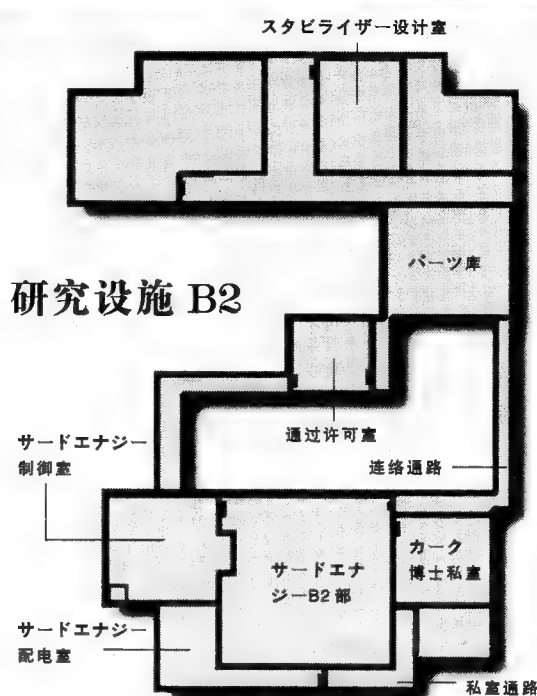 スタビライザー设计室
パーツ库
研究设施 B2
通过许可室
サードエナジー
制御室
连络通路
カーク
博士私室
サードエナ
ジーB2部
サードエナジー
配电室
私室通路